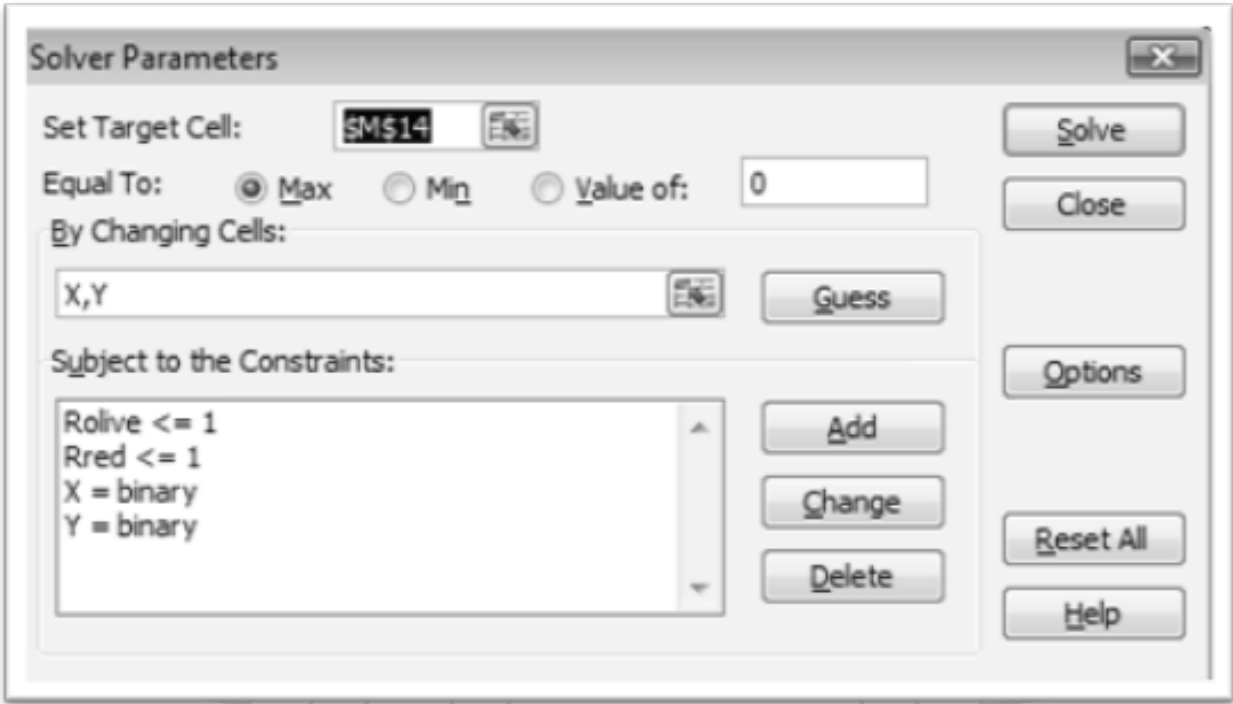 Solver Parameters
Set Target Cell: $M$14 Solve
Equal To: Max Min Value of: 0 Close
By Changing Cells:
X,Y Guess
Subject to the Constraints: Options
Rolive <= 1 Add
Rred <= 1
X = binary Change
Y = binary Reset All
Delete
Help